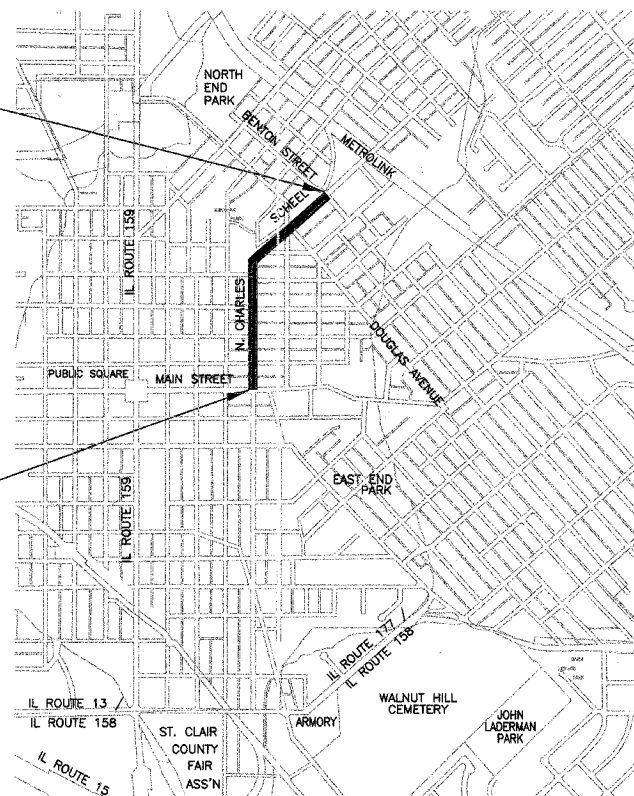 NORTH
END
PARK
BENTON STREET
METROLINK
SCHEEL
IL ROUTE 159
N. CHARLES
DOUGLAS AVENUE
PUBLIC SQUARE
MAIN STREET
EAST END
PARK
IL ROUTE 159
IL ROUTE 177 /
IL ROUTE 158
WALNUT HILL
CEMETERY
JOHN
LADERMAN
PARK
IL ROUTE 13 /
IL ROUTE 158
ARMORY
ST. CLAIR
COUNTY
FAIR
ASS'N
IL ROUTE 15